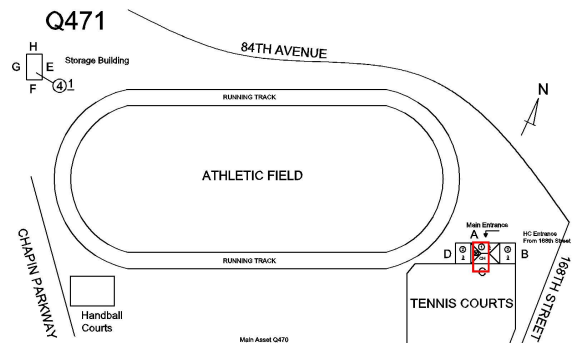 Q471
84TH AVENUE
H
G
E
F
Storage Building
4 1
N
RUNNING TRACK
ATHLETIC FIELD
RUNNING TRACK
Main Entrance
A
HC Entrance
From 168th Street
D
B
C
CHAPIN PARKWAY
168TH STREET
TENNIS COURTS
Handball
Courts
Main Asset Q470